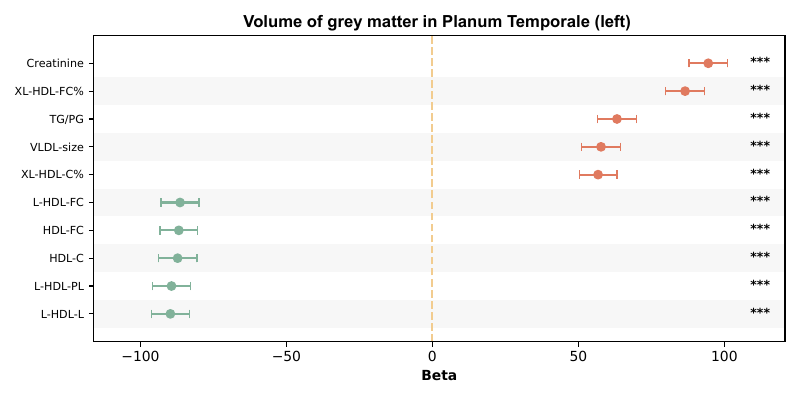 Volume of grey matter in Planum Temporale (left)
Creatinine ***
XL-HDL-FC% ***
TG/PG ***
VLDL-size ***
XL-HDL-C% ***
L-HDL-FC ***
HDL-FC ***
HDL-C ***
L-HDL-PL ***
L-HDL-L ***
−100 −50 0 50 100
Beta